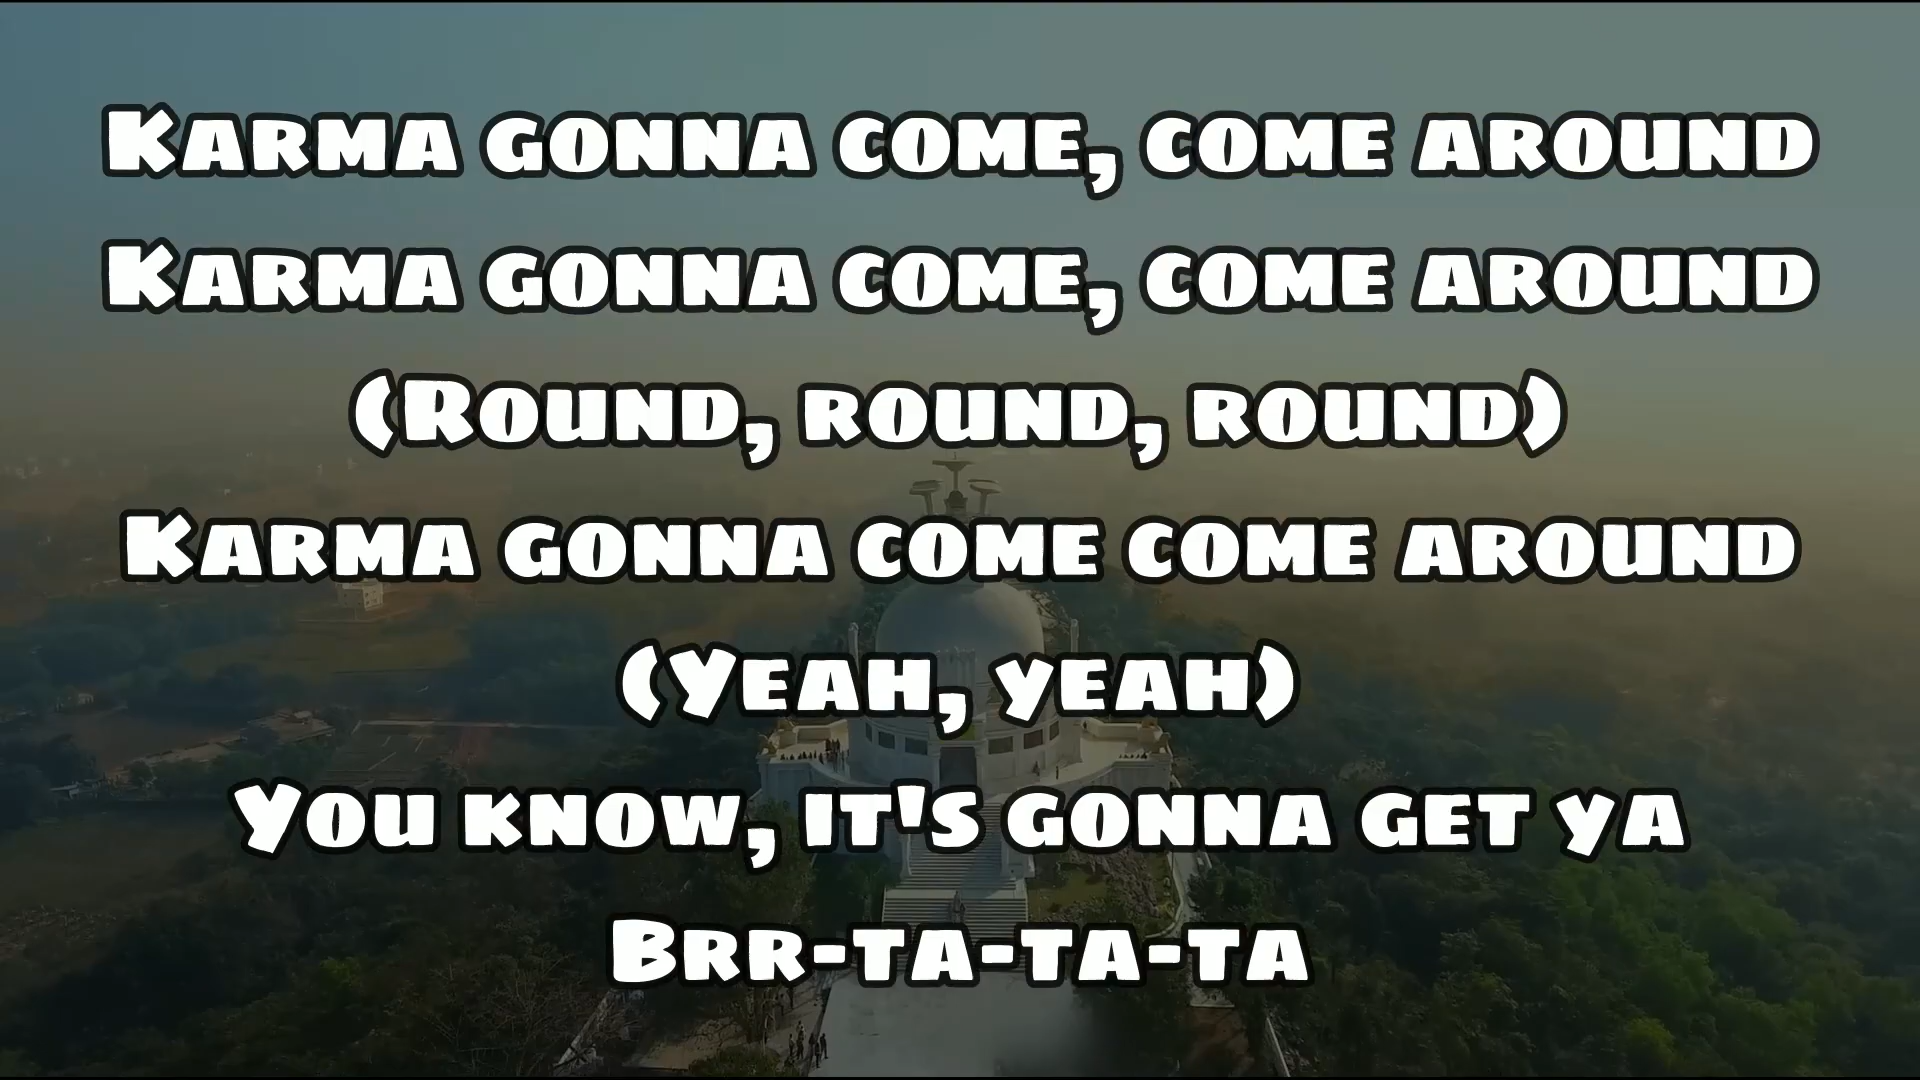 Karma gonna come, come around
Karma gonna come, come around
(Round, round, round)
Karma gonna come come around
(Yeah, yeah)
You know, it's gonna get ya
Brr-ta-ta-ta